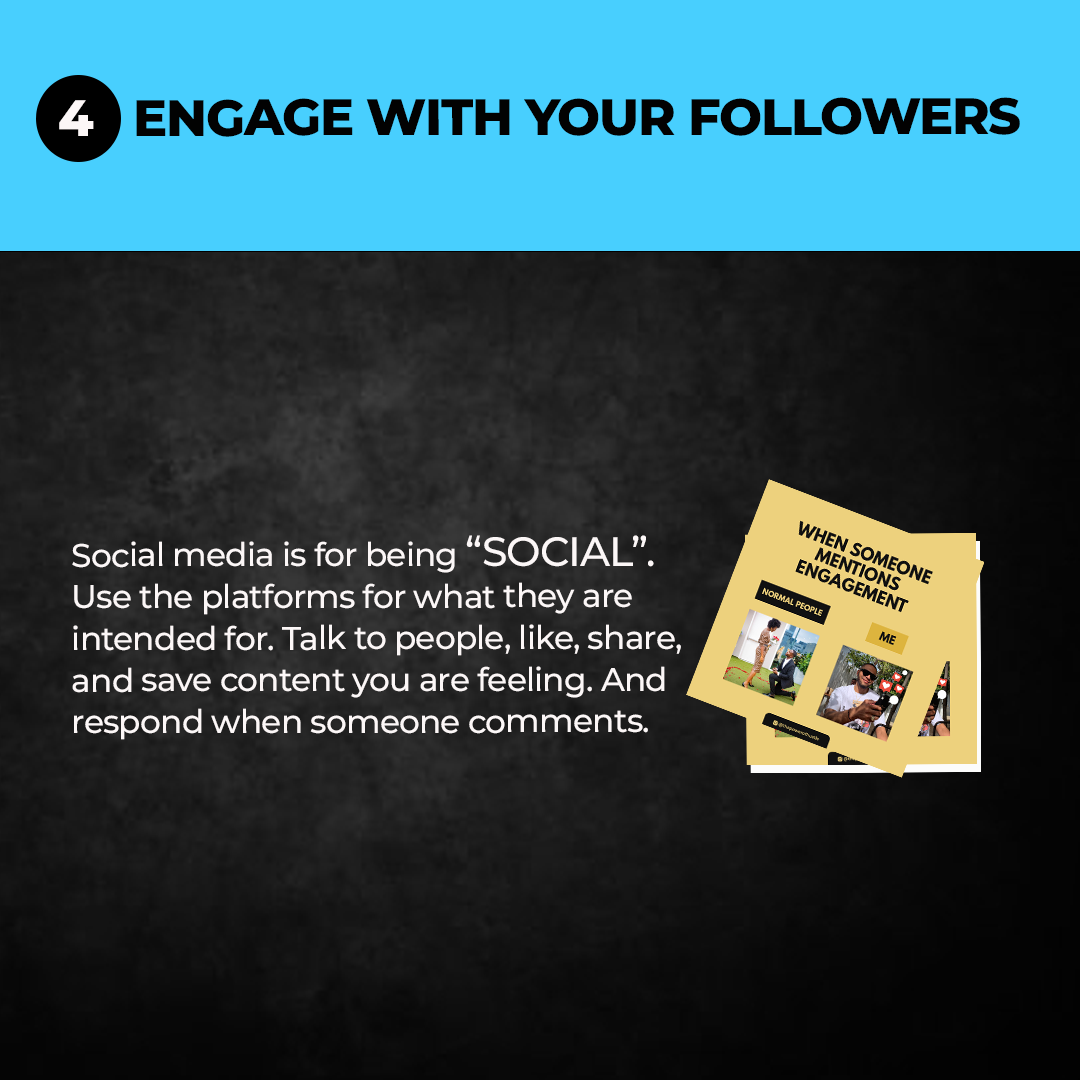 4 ENGAGE WITH YOUR FOLLOWERS
Social media is for being “SOCIAL”.
Use the platforms for what they are
intended for. Talk to people, like, share,
and save content you are feeling. And
respond when someone comments.
WHEN SOMEONE
MENTIONS
ENGAGEMENT
NORMAL PEOPLE
ME